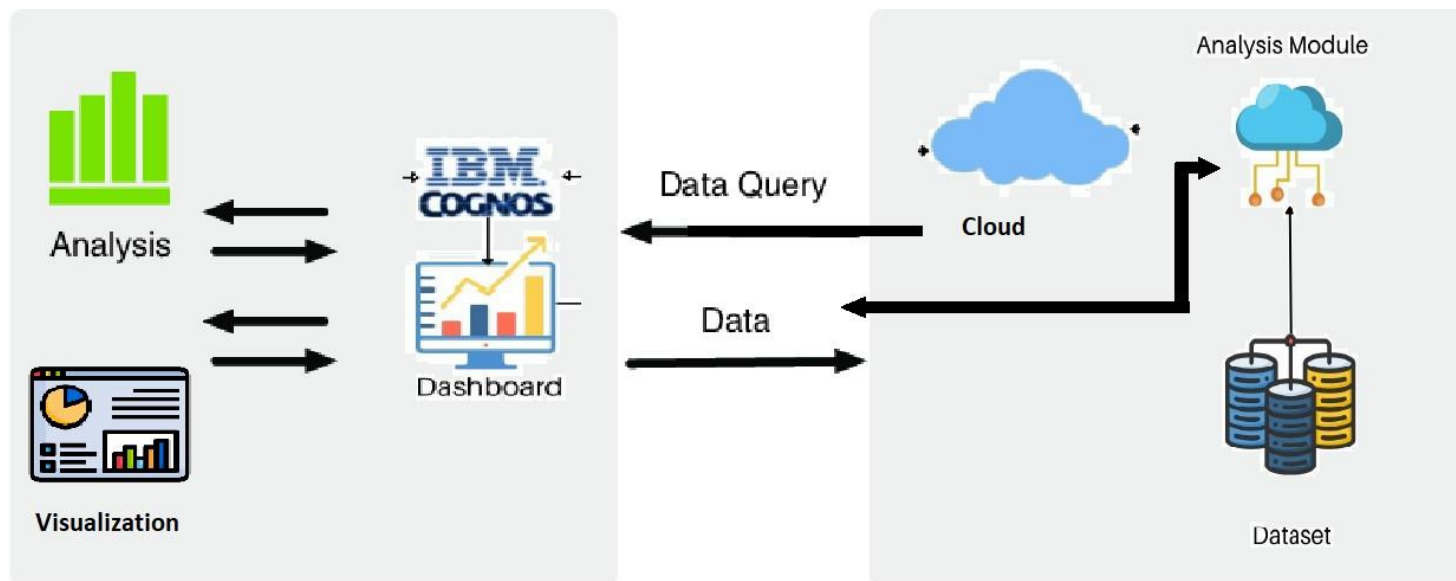 Analysis
Visualization
IBM.
COGNOS
Dashboard
Data Query
Data
Cloud
Analysis Module
Dataset